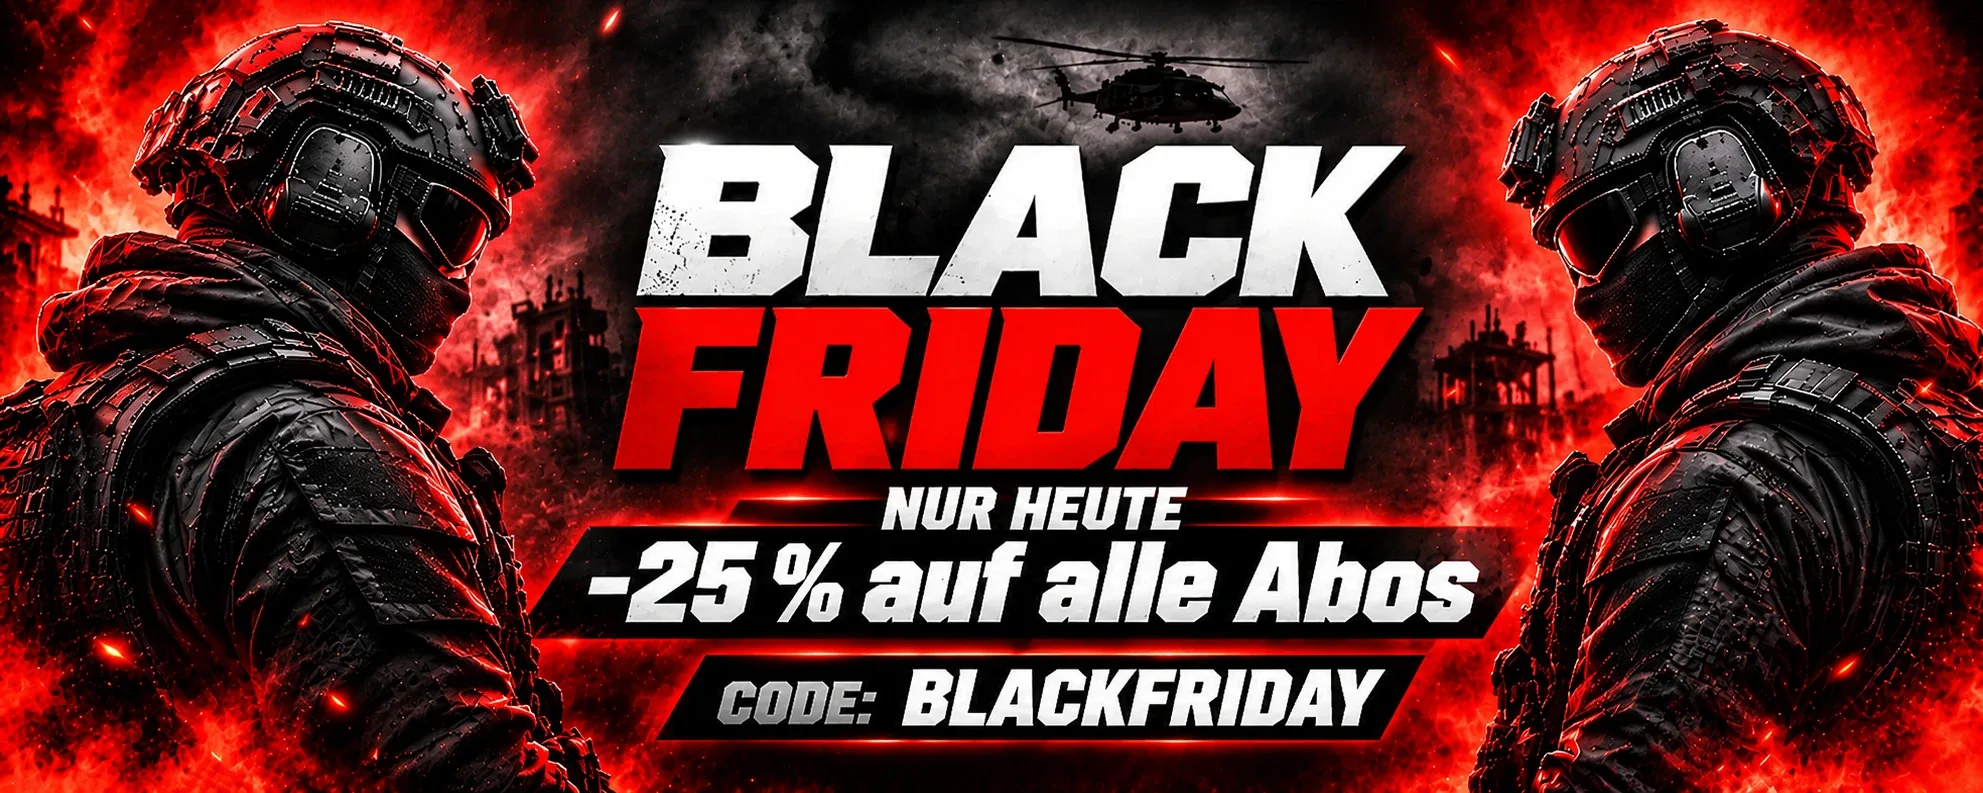 BLACK
FRIDAY
NUR HEUTE
-25 % auf alle Abos
CODE: BLACKFRIDAY